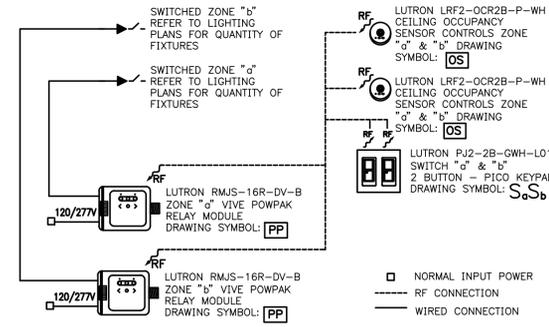 SWITCHED ZONE "b"
REFER TO LIGHTING
PLANS FOR QUANTITY OF
FIXTURES
SWITCHED ZONE "a"
REFER TO LIGHTING
PLANS FOR QUANTITY OF
FIXTURES
RF
LUTRON LRF2-OCR2B-P-WH
CEILING OCCUPANCY
SENSOR CONTROLS ZONE
"a" & "b" DRAWING
SYMBOL: OS
RF
LUTRON LRF2-OCR2B-P-WH
CEILING OCCUPANCY
SENSOR CONTROLS ZONE
"a" & "b" DRAWING
SYMBOL: OS
RF RF
LUTRON PJ2-2B-GWH-L01
SWITCH "a" & "b"
2 BUTTON - PICO KEYPAD
DRAWING SYMBOL: SaSb
RF
120/277V
LUTRON RMJS-16R-DV-B
ZONE "a" VIVE POWPAK
RELAY MODULE
DRAWING SYMBOL: PP
RF
120/277V
LUTRON RMJS-16R-DV-B
ZONE "b" VIVE POWPAK
RELAY MODULE
DRAWING SYMBOL: PP
NORMAL INPUT POWER
RF CONNECTION
WIRED CONNECTION